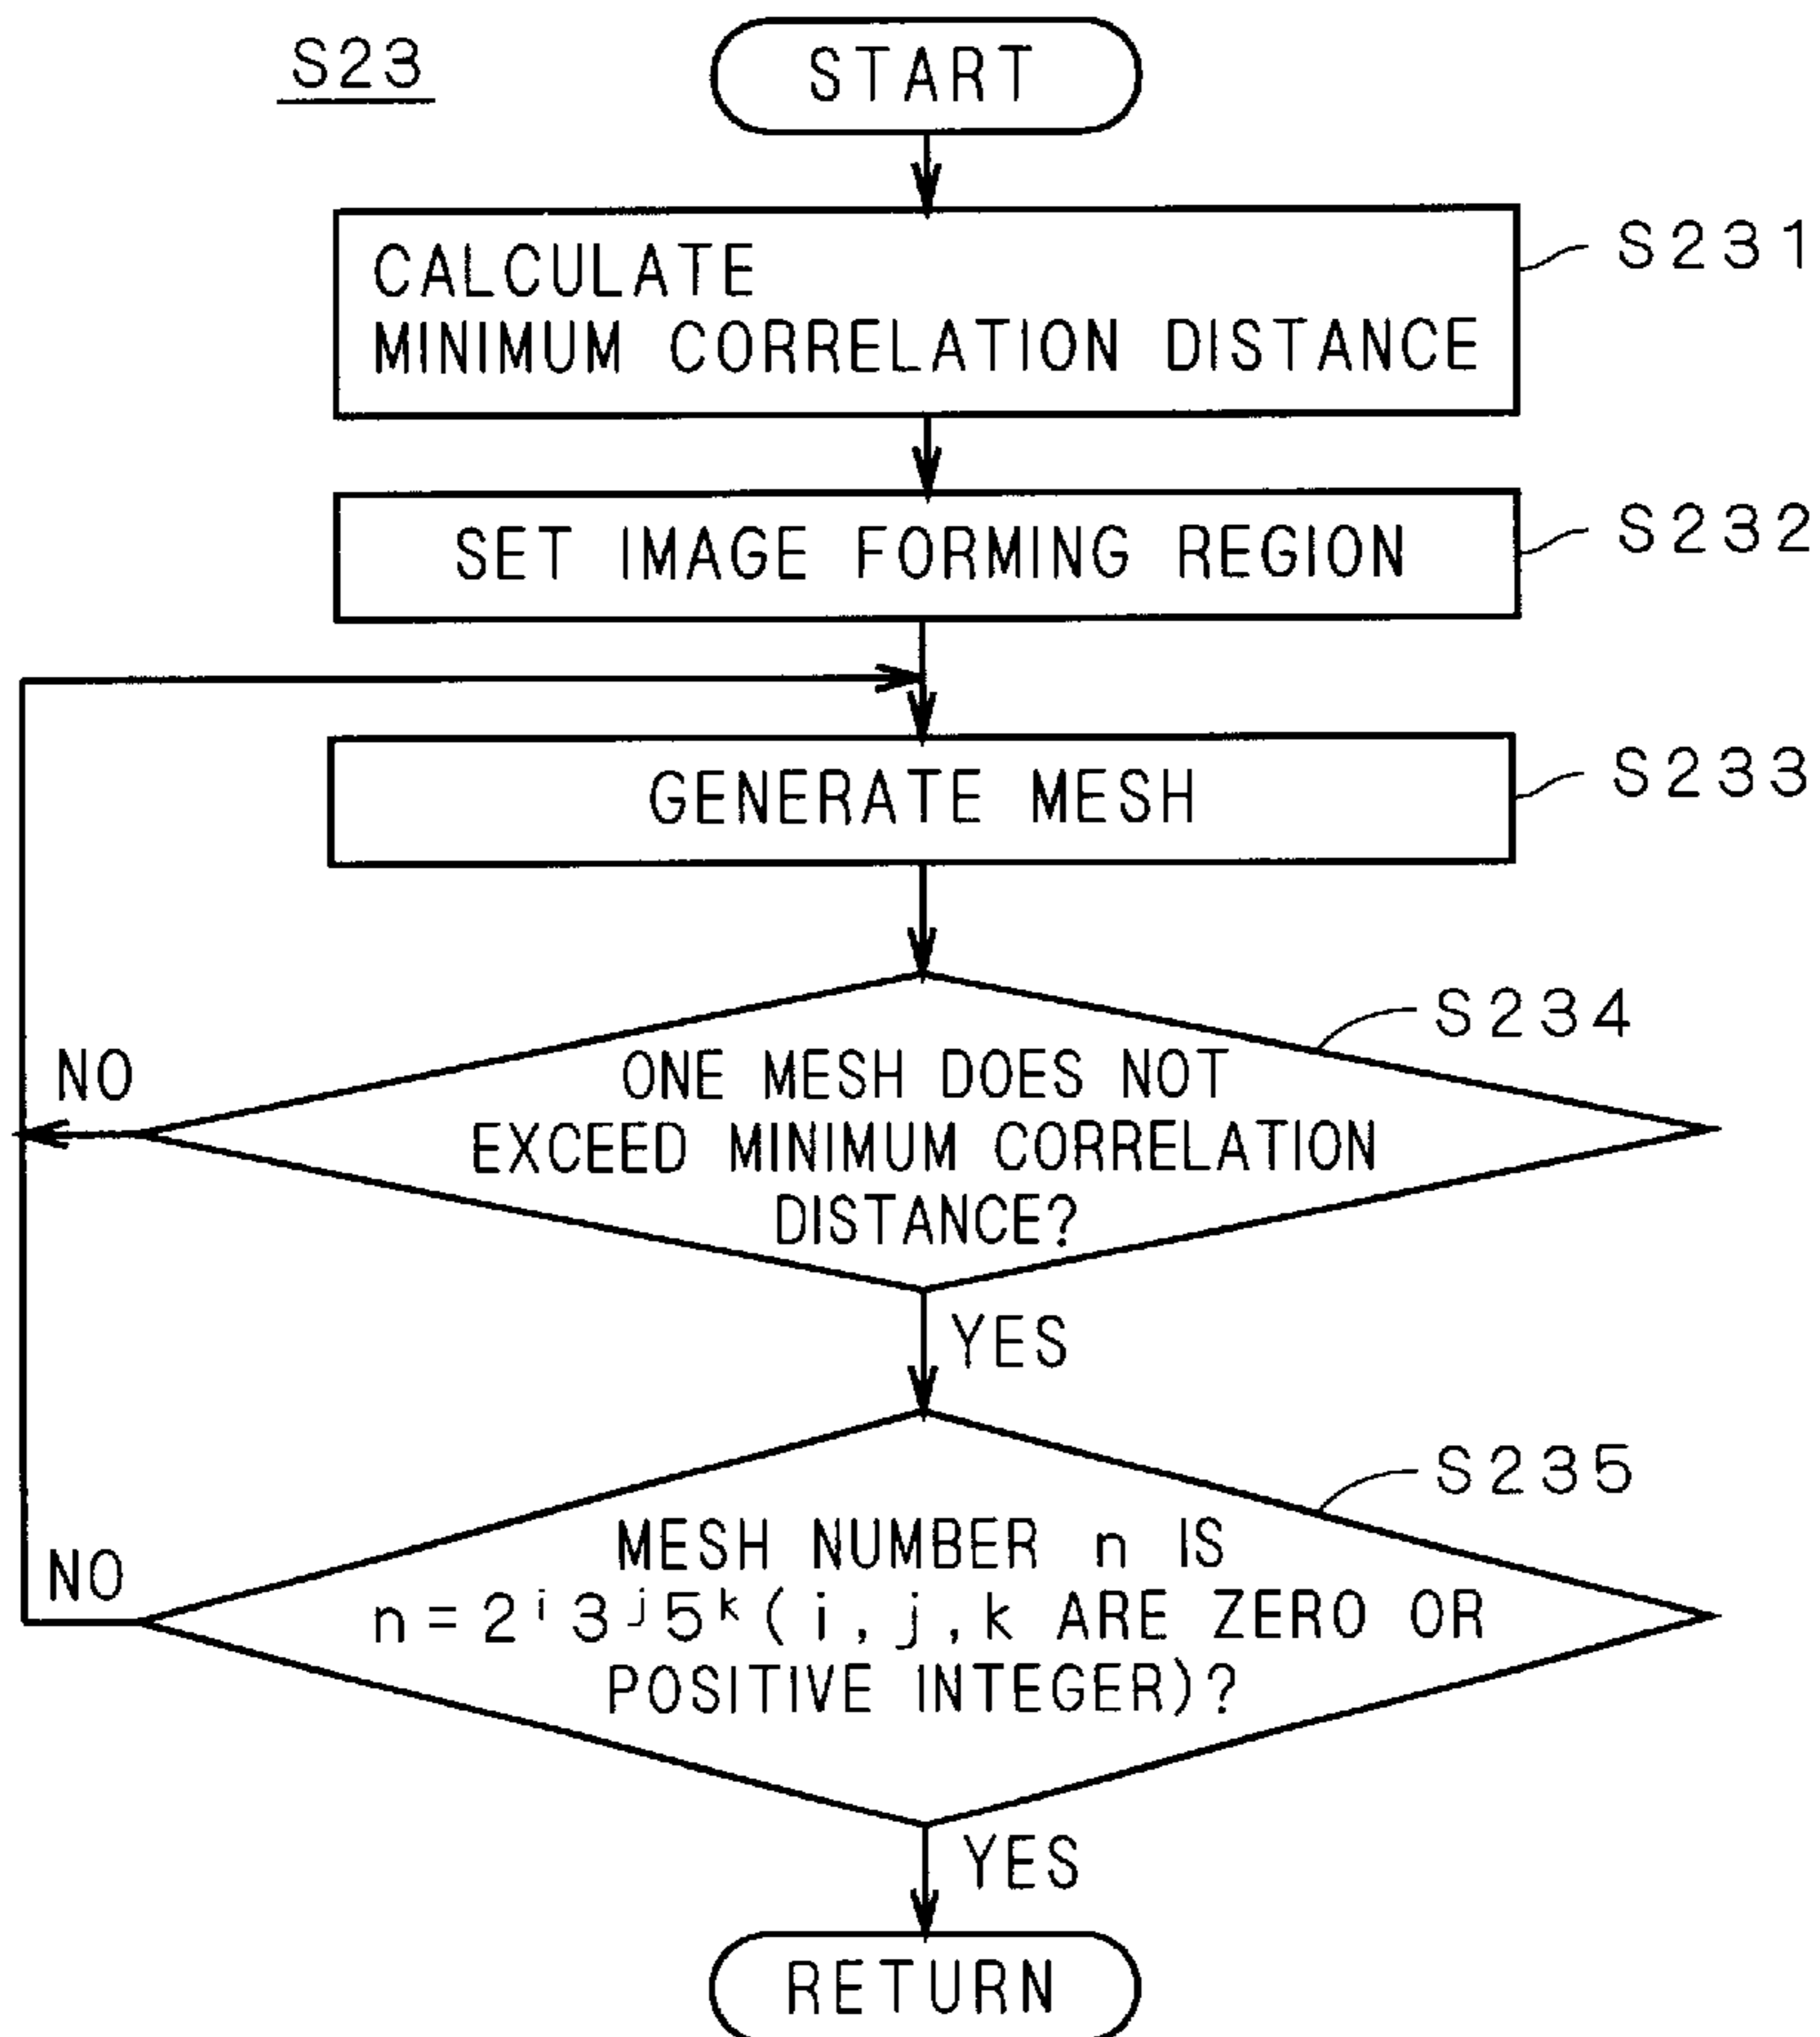 S23
START
CALCULATE
MINIMUM CORRELATION DISTANCE
S231
SET IMAGE FORMING REGION
S232
GENERATE MESH
S233
S234
ONE MESH DOES NOT
EXCEED MINIMUM CORRELATION
DISTANCE?
NO
YES
S235
MESH NUMBER n IS
n=2ⁱ3ʲ5ᵏ(i,j,k ARE ZERO OR
POSITIVE INTEGER)?
NO
YES
RETURN